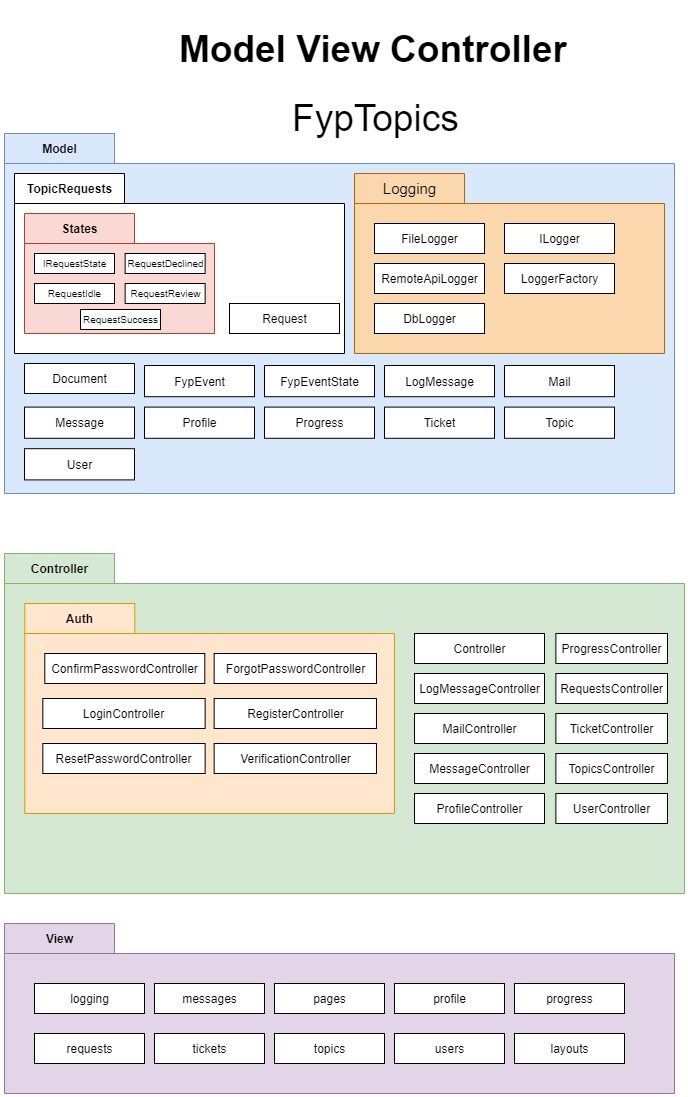 Model View Controller
FypTopics
Model
TopicRequests
States
IRequestState
RequestDeclined
RequestIdle
RequestReview
RequestSuccess
Request
Logging
FileLogger
ILogger
RemoteApiLogger
LoggerFactory
DbLogger
Document
FypEvent
FypEventState
LogMessage
Mail
Message
Profile
Progress
Ticket
Topic
User
Controller
Auth
ConfirmPasswordController
ForgotPasswordController
LoginController
RegisterController
ResetPasswordController
VerificationController
Controller
ProgressController
LogMessageController
RequestsController
MailController
TicketController
MessageController
TopicsController
ProfileController
UserController
View
logging
messages
pages
profile
progress
requests
tickets
topics
users
layouts